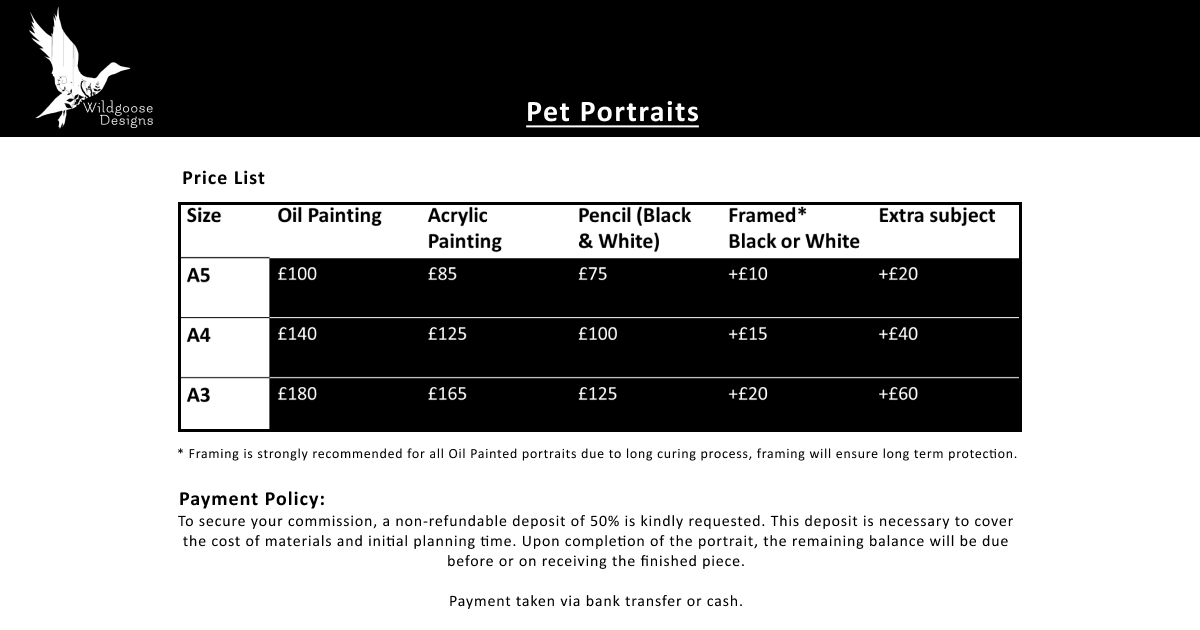 Wildgoose
Designs
Pet Portraits
Price List
Size Oil Painting Acrylic Painting Pencil (Black & White) Framed* Black or White Extra subject
A5 £100 £85 £75 +£10 +£20
A4 £140 £125 £100 +£15 +£40
A3 £180 £165 £125 +£20 +£60
* Framing is strongly recommended for all Oil Painted portraits due to long curing process, framing will ensure long term protection.
Payment Policy:
To secure your commission, a non-refundable deposit of 50% is kindly requested. This deposit is necessary to cover
the cost of materials and initial planning time. Upon completion of the portrait, the remaining balance will be due
before or on receiving the finished piece.
Payment taken via bank transfer or cash.